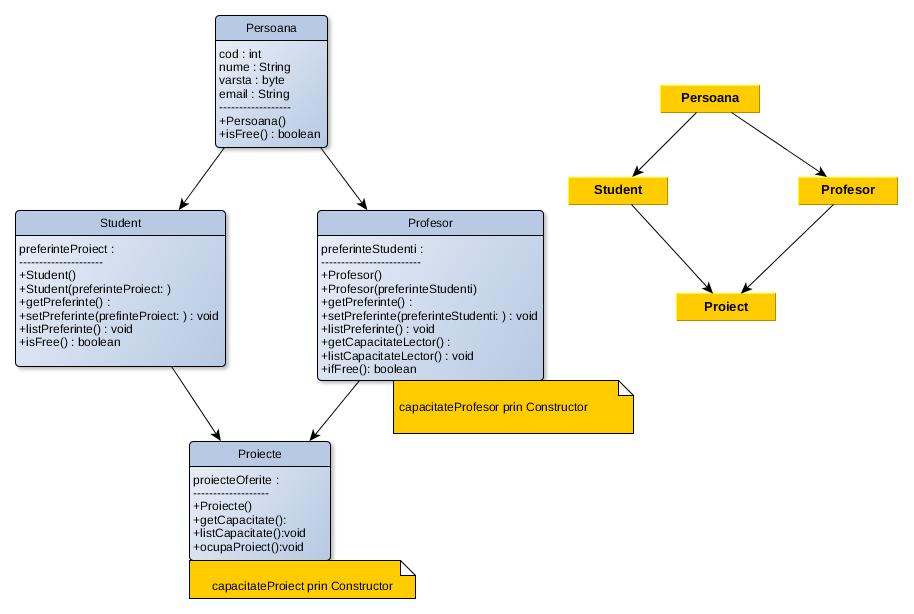 Persoana
cod : int
nume : String
varsta : byte
email : String
------------------
+Persoana()
+isFree() : boolean
Student
preferinteProiect :
---------------------
+Student()
+Student(preferinteProiect: )
+getPreferinte() :
+setPreferinte(prefinteProiect: ) : void
+listPreferinte() : void
+isFree() : boolean
Profesor
preferinteStudenti :
-------------------------
+Profesor()
+Profesor(preferinteStudenti)
+getPreferinte() :
+setPreferinte(preferinteStudenti: ) : void
+listPreferinte() : void
+getCapacitateLector() :
+listCapacitateLector() : void
+ifFree(): boolean
capacitateProfesor prin Constructor
Proiecte
proiecteOferite :
-------------------
+Proiecte()
+getCapacitate():
+listCapacitate():void
+ocupaProiect():void
capacitateProiect prin Constructor
Persoana
Student
Profesor
Proiect